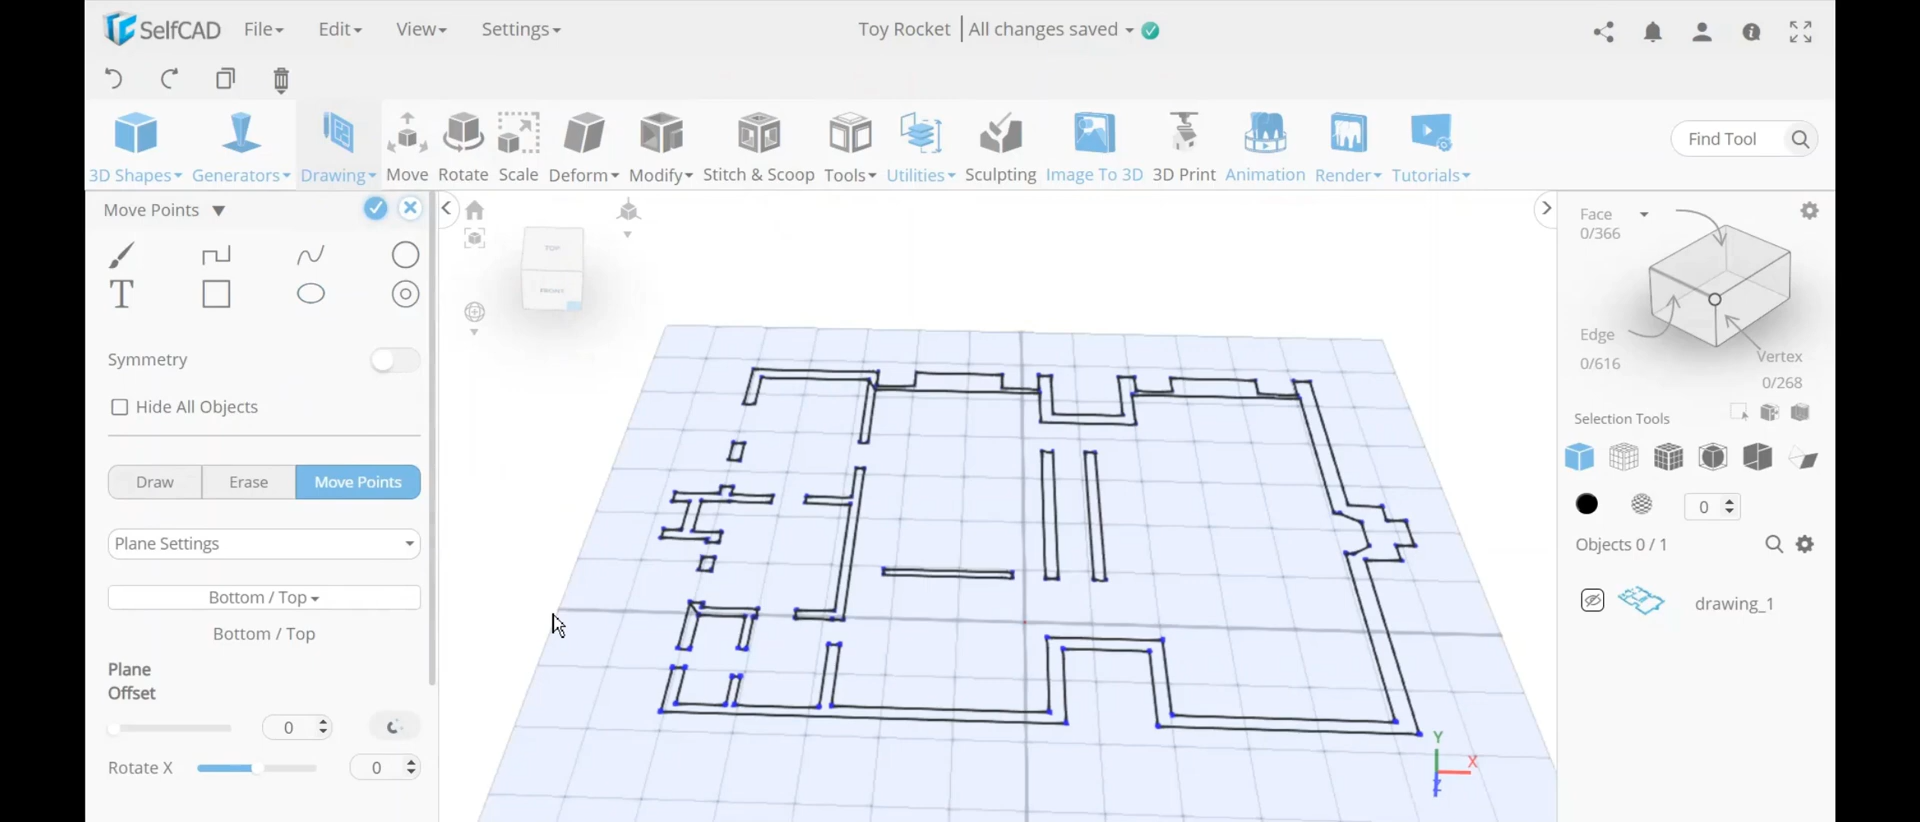 SelfCAD File Edit View Settings Toy Rocket All changes saved
3D Shapes Generators Drawing Move Rotate Scale Deform Modify Stitch & Scoop Tools Utilities Sculpting Image To 3D 3D Print Animation Render Tutorials Find Tool
Move Points
T
Symmetry
Hide All Objects
Draw Erase Move Points
Plane Settings
Bottom / Top
Bottom / Top
Plane
Offset
0
Rotate X
0
TOP
FRONT
Y
X
Z
Face
0/366
Edge
0/616
Vertex
0/268
Selection Tools
0
Objects 0 / 1
drawing_1